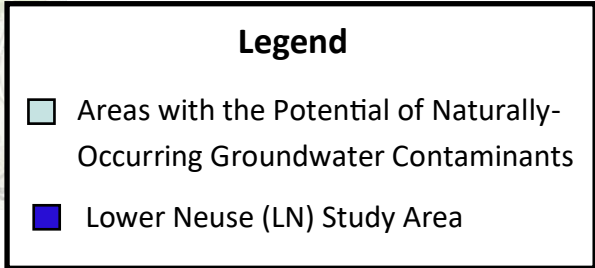 Legend
Areas with the Potential of Naturally-
Occurring Groundwater Contaminants
Lower Neuse (LN) Study Area